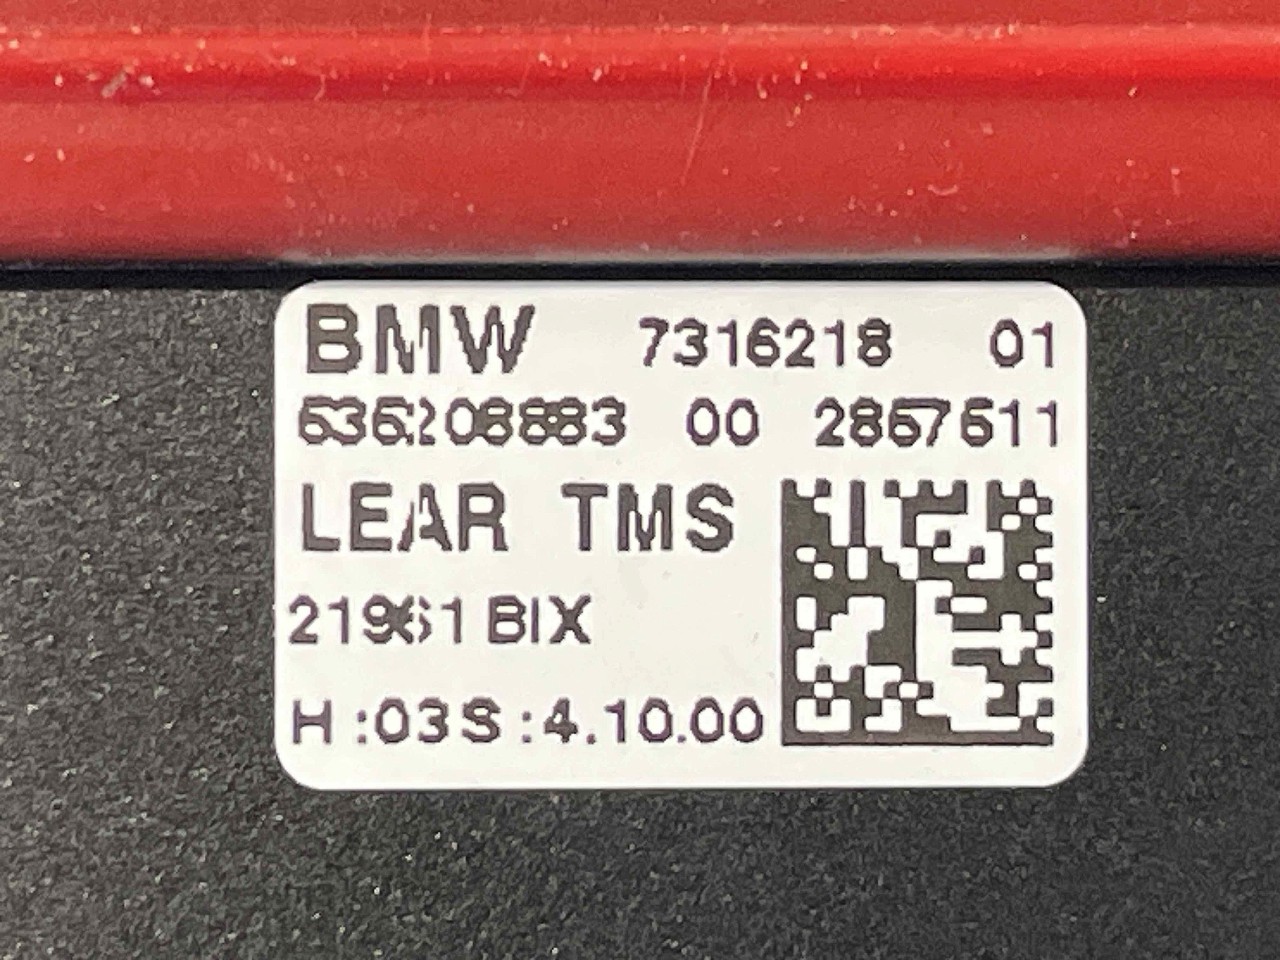 BMW 7316218 01
636208883 00 2867611
LEAR TMS
21961 BIX
H :03 S :4.10.00